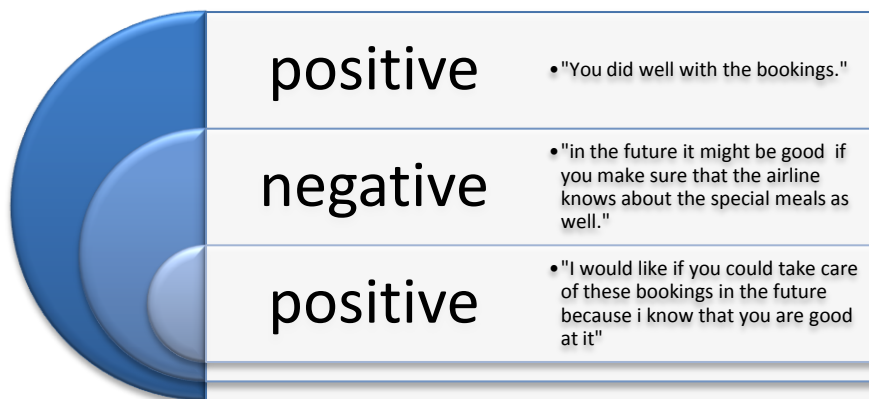 positive
•"You did well with the bookings."
negative
•"in the future it might be good  if
you make sure that the airline
knows about the special meals as
well."
positive
•"I would like if you could take care
of these bookings in the future
because i know that you are good
at it"